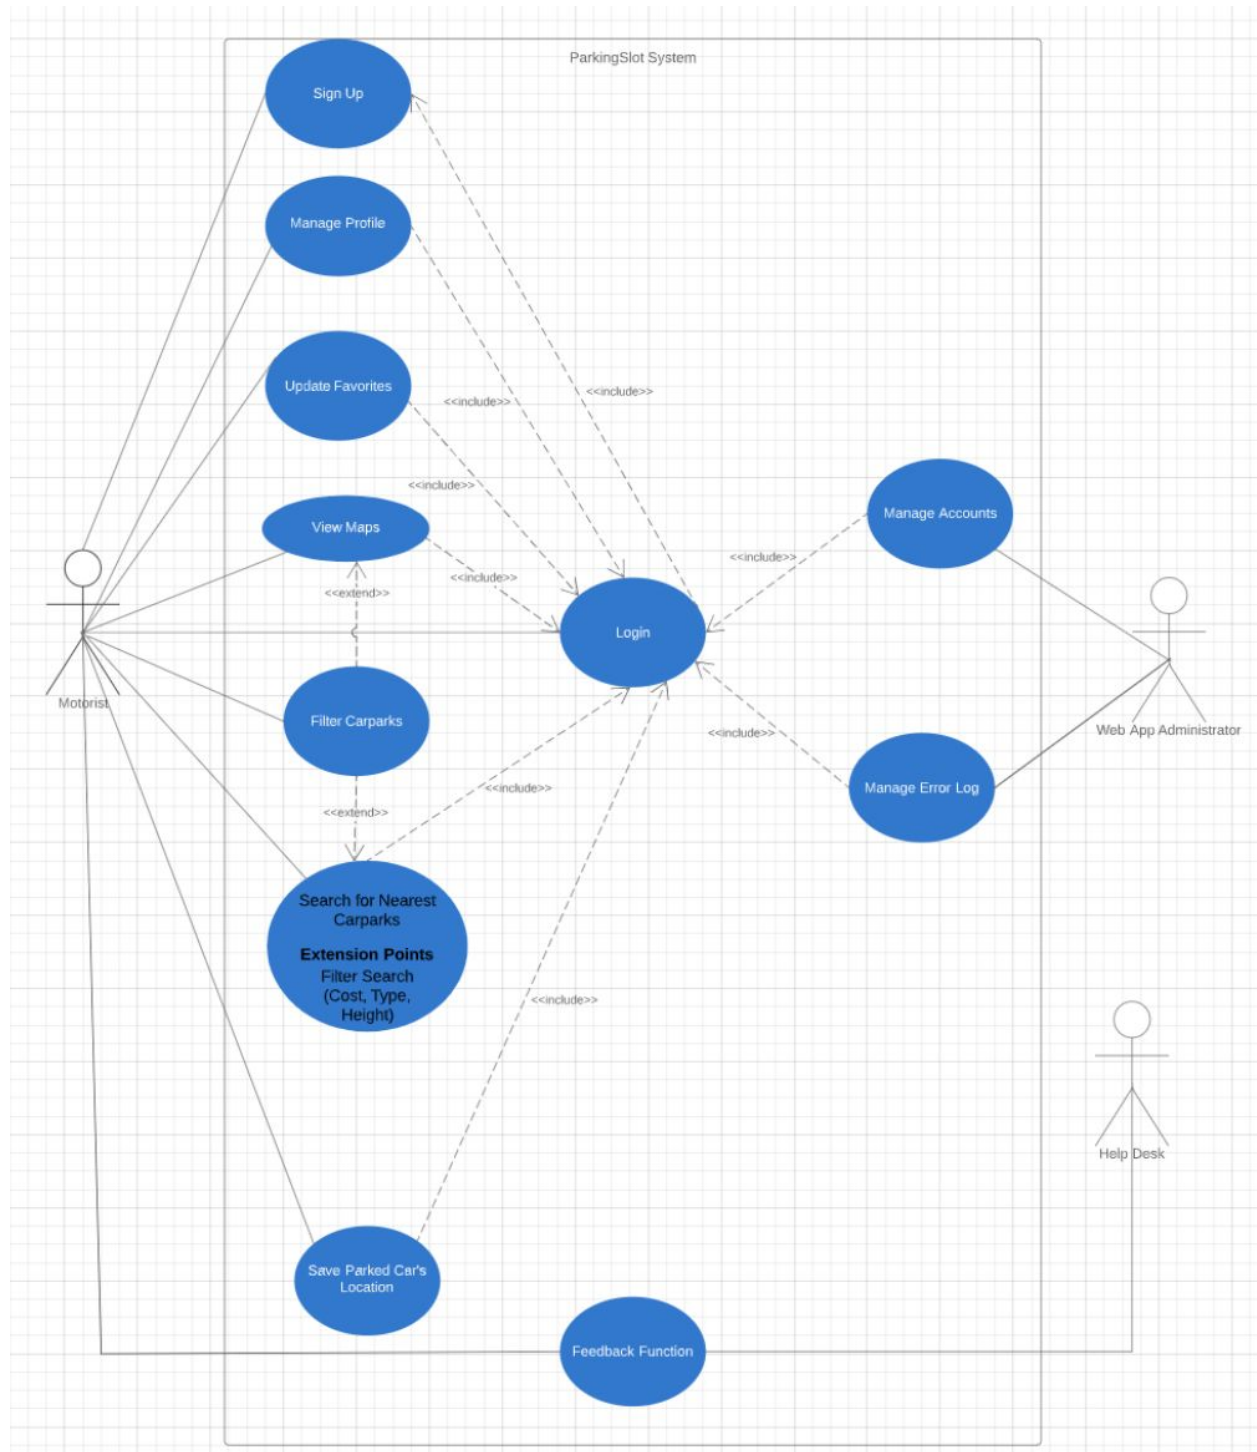 ParkingSlot System
Sign Up
Manage Profile
Update Favorites
<<include>>
<<include>>
<<include>>
View Maps
<<include>>
<<extend>>
Manage Accounts
<<include>>
Login
Motorist
Filter Carparks
Web App Administrator
<<include>>
<<include>>
Manage Error Log
<<extend>>
Search for Nearest
Carparks
Extension Points
Filter Search
(Cost, Type,
Height)
<<include>>
Help Desk
Save Parked Car's
Location
Feedback Function